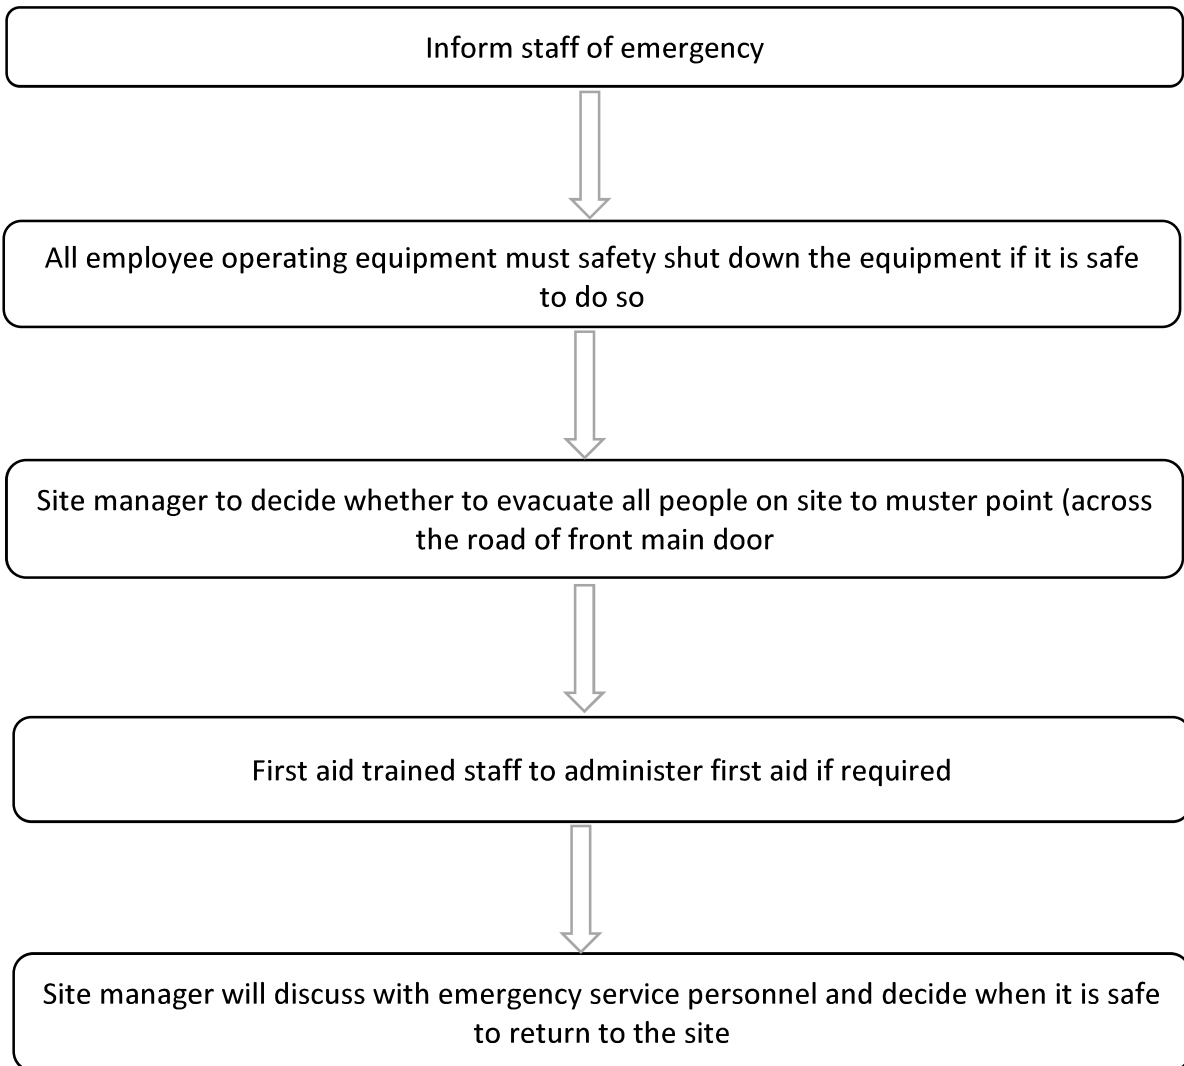 Inform staff of emergency
All employee operating equipment must safety shut down the equipment if it is safe
to do so
Site manager to decide whether to evacuate all people on site to muster point (across
the road of front main door
First aid trained staff to administer first aid if required
Site manager will discuss with emergency service personnel and decide when it is safe
to return to the site